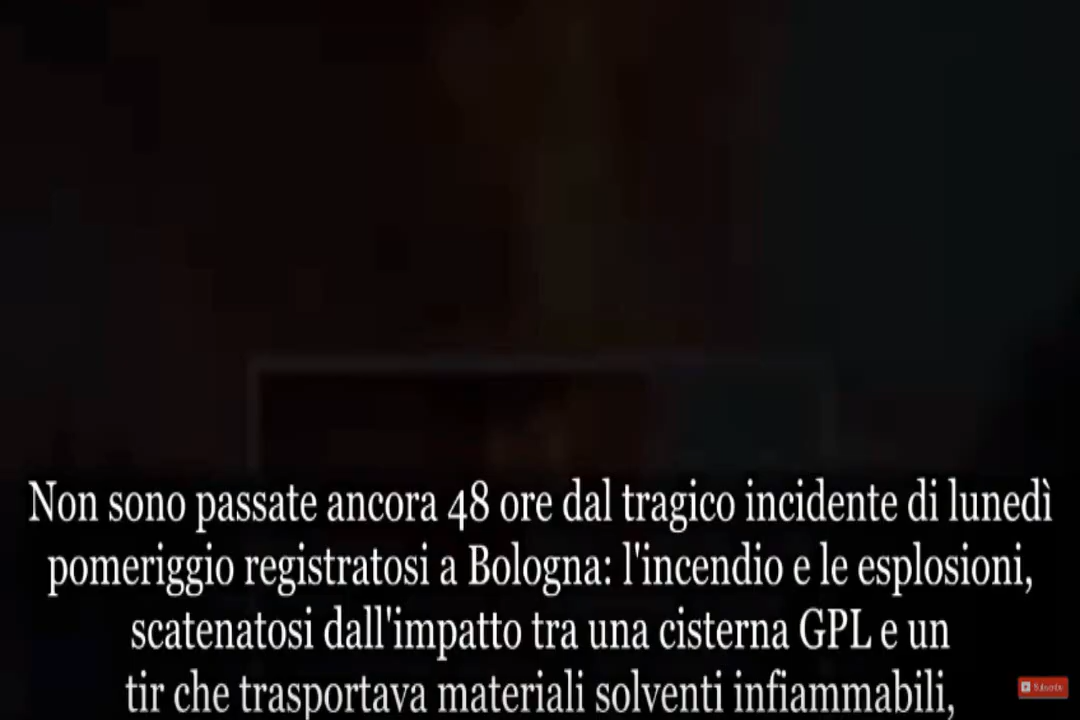 Non sono passate ancora 48 ore dal tragico incidente di lunedì
pomeriggio registratosi a Bologna: l'incendio e le esplosioni,
scatenatosi dall'impatto tra una cisterna GPL e un
tir che trasportava materiali solventi infiammabili,
Subscribe